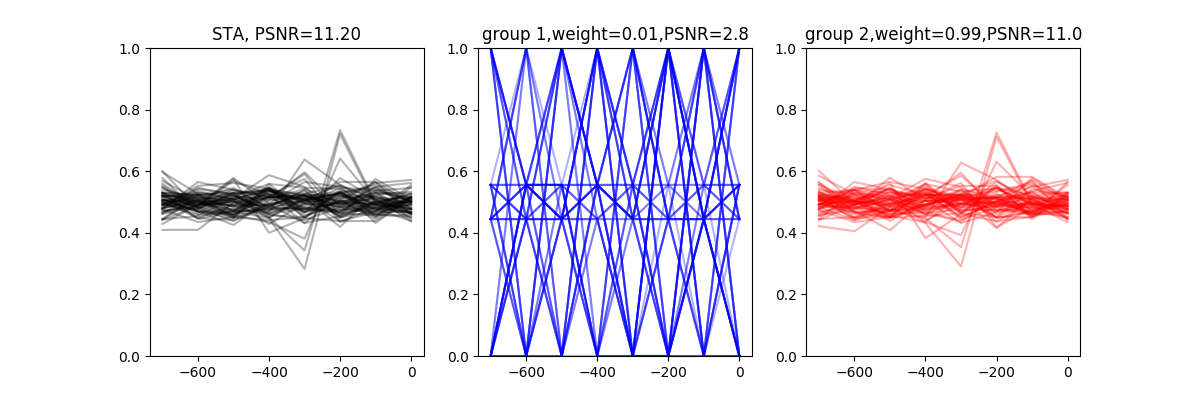 STA, PSNR=11.20
group 1,weight=0.01,PSNR=2.8
group 2,weight=0.99,PSNR=11.0
1.0 1.0 1.0
0.8 0.8 0.8
0.6 0.6 0.6
0.4 0.4 0.4
0.2 0.2 0.2
0.0 0.0 0.0
−600 −400 −200 0 −600 −400 −200 0 −600 −400 −200 0